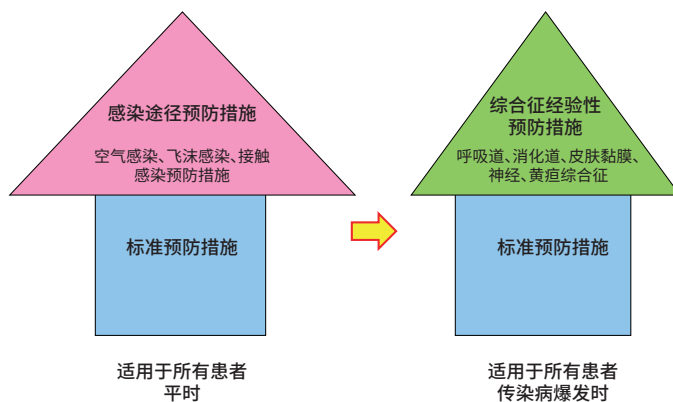 感染途径预防措施
空气感染、飞沫感染、接触
感染预防措施
标准预防措施
适用于所有患者
平时
综合征经验性
预防措施
呼吸道、消化道、皮肤黏膜、
神经、黄疸综合征
标准预防措施
适用于所有患者
传染病爆发时